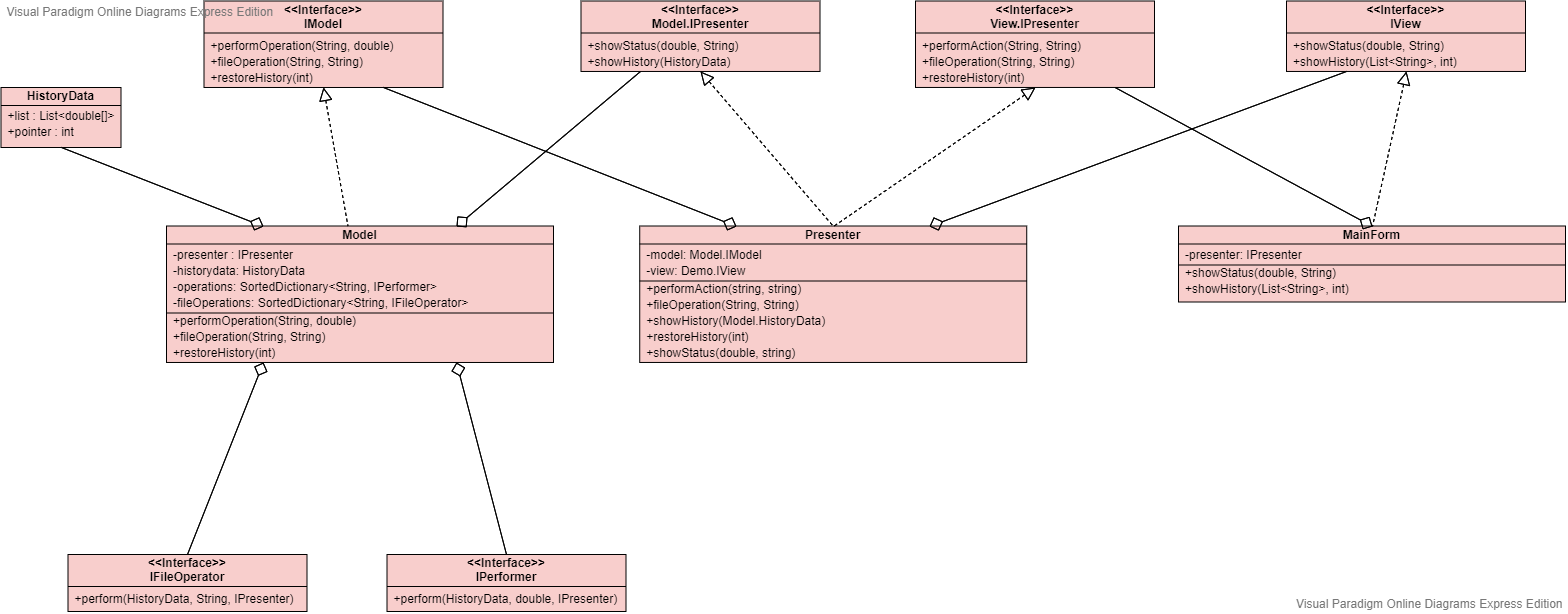 Visual Paradigm Online Diagrams Express Edition
<<Interface>>
IModel
+performOperation(String, double)
+fileOperation(String, String)
+restoreHistory(int)
<<Interface>>
Model.IPresenter
+showStatus(double, String)
+showHistory(HistoryData)
<<Interface>>
View.IPresenter
+performAction(String, String)
+fileOperation(String, String)
+restoreHistory(int)
<<Interface>>
IView
+showStatus(double, String)
+showHistory(List<String>, int)
HistoryData
+list : List<double[]>
+pointer : int
Model
-presenter : IPresenter
-historydata: HistoryData
-operations: SortedDictionary<String, IPerformer>
-fileOperations: SortedDictionary<String, IFileOperator>
+performOperation(String, double)
+fileOperation(String, String)
+restoreHistory(int)
Presenter
-model: Model.IModel
-view: Demo.IView
+performAction(string, string)
+fileOperation(String, String)
+showHistory(Model.HistoryData)
+restoreHistory(int)
+showStatus(double, string)
MainForm
-presenter: IPresenter
+showStatus(double, String)
+showHistory(List<String>, int)
<<Interface>>
IFileOperator
+perform(HistoryData, String, IPresenter)
<<Interface>>
IPerformer
+perform(HistoryData, double, IPresenter)
Visual Paradigm Online Diagrams Express Edition